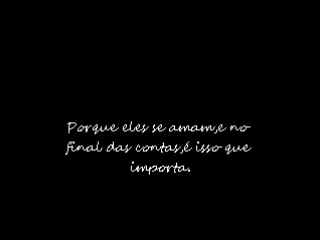 Porque eles se amam,e no
final das contas,é isso que
importa.